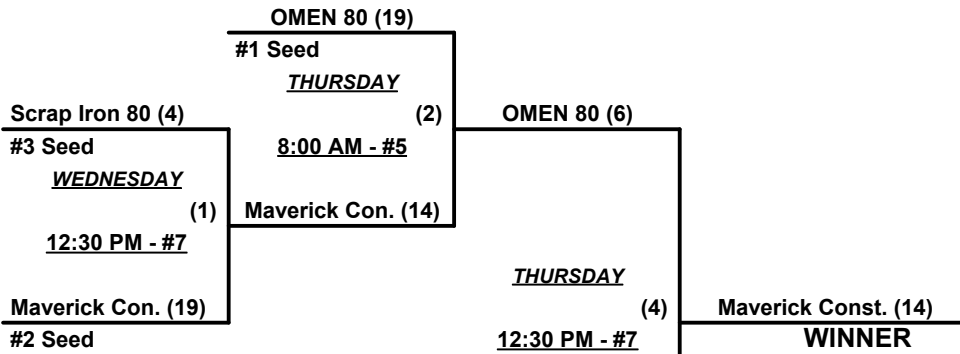 OMEN 80 (19)
#1 Seed
THURSDAY
Scrap Iron 80 (4)
(2)
OMEN 80 (6)
#3 Seed
8:00 AM - #5
WEDNESDAY
(1)
Maverick Con. (14)
12:30 PM - #7
THURSDAY
Maverick Con. (19)
(4)
Maverick Const. (14)
#2 Seed
12:30 PM - #7
WINNER